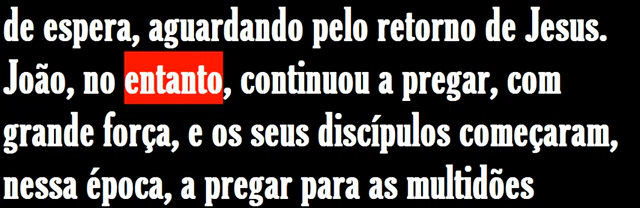 de espera, aguardando pelo retorno de Jesus.
João, no entanto, continuou a pregar, com
grande força, e os seus discípulos começaram,
nessa época, a pregar para as multidões